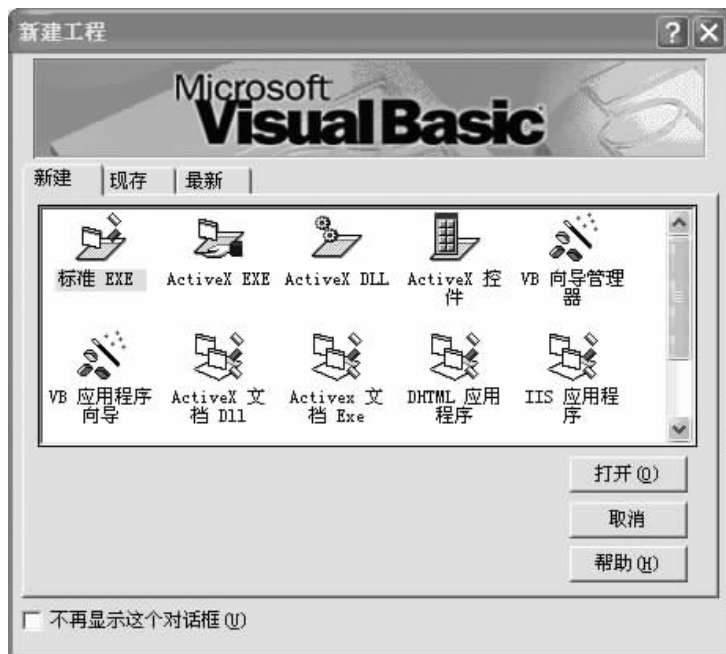 新建工程
Microsoft
Visual Basic
新建 现存 最新
标准 EXE ActiveX EXE ActiveX DLL ActiveX 控件 VB 向导管理器
VB 应用程序向导 ActiveX 文档 Dll Activex 文档 Exe DHTML 应用程序 IIS 应用程序
打开(O)
取消
帮助(H)
不再显示这个对话框(U)